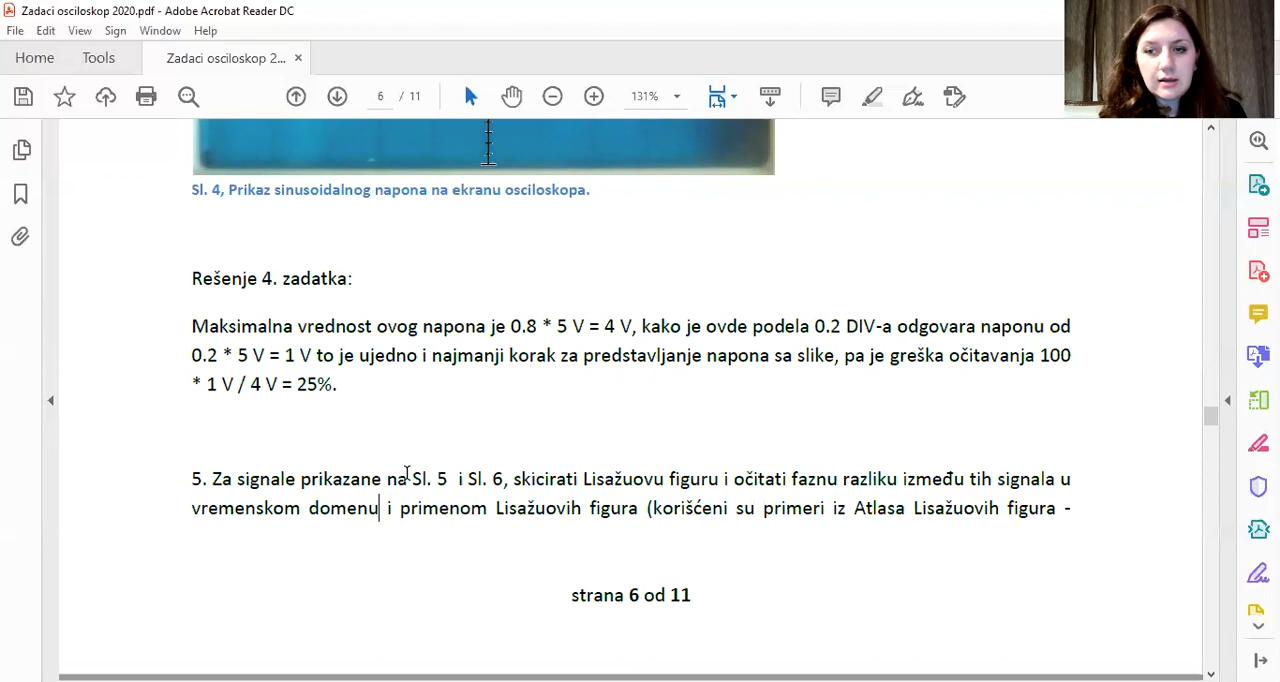 Zadaci osciloskop 2020.pdf - Adobe Acrobat Reader DC
File Edit View Sign Window Help
Home Tools Zadaci osciloskop 2... ×
6 / 11 131%
Sl. 4, Prikaz sinusoidalnog napona na ekranu osciloskopa.
Rešenje 4. zadatka:
Maksimalna vrednost ovog napona je 0.8 * 5 V = 4 V, kako je ovde podela 0.2 DIV-a odgovara naponu od
0.2 * 5 V = 1 V to je ujedno i najmanji korak za predstavljanje napona sa slike, pa je greška očitavanja 100
* 1 V / 4 V = 25%.
5. Za signale prikazane na Sl. 5 i Sl. 6, skicirati Lisažuovu figuru i očitati faznu razliku između tih signala u
vremenskom domenu i primenom Lisažuovih figura (korišćeni su primeri iz Atlasa Lisažuovih figura -
strana 6 od 11